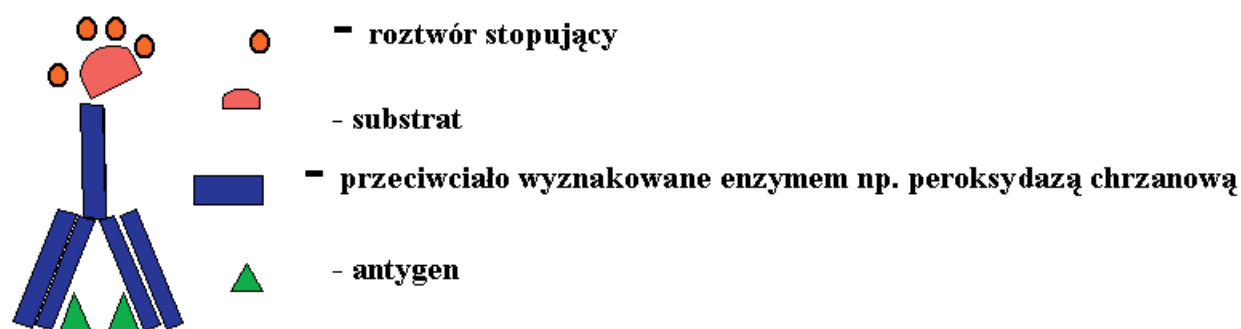 - roztwór stopujący
- substrat
- przeciwciało wyznakowane enzymem np. peroksydazą chrzanową
- antygen